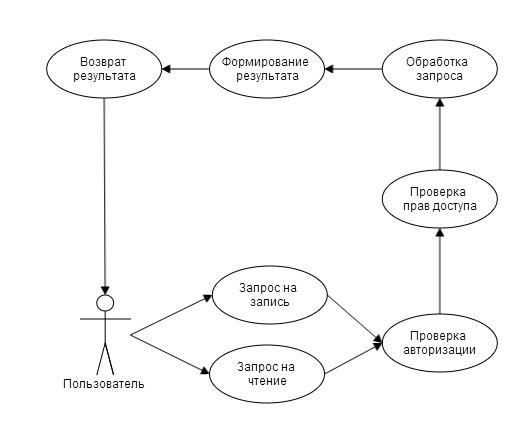 Возврат
результата
Формирование
результата
Обработка
запроса
Проверка
прав доступа
Запрос на
запись
Проверка
авторизации
Запрос на
чтение
Пользователь